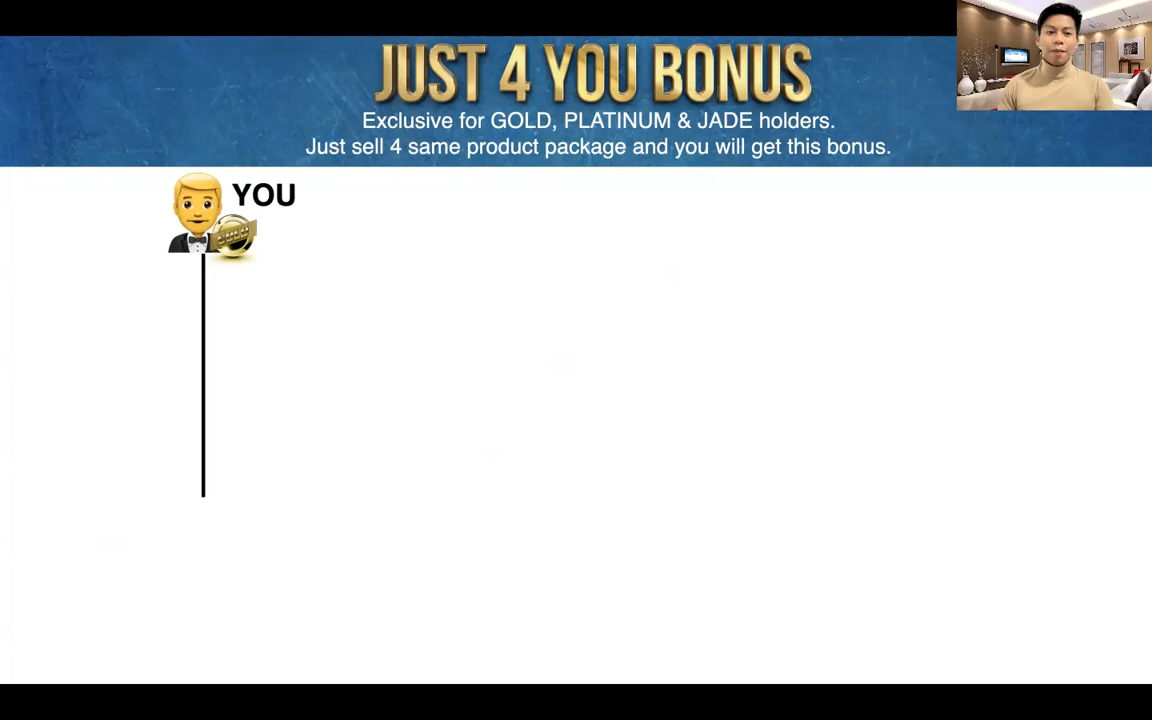 JUST 4 YOU BONUS
Exclusive for GOLD, PLATINUM & JADE holders.
Just sell 4 same product package and you will get this bonus.
YOU
GOLD